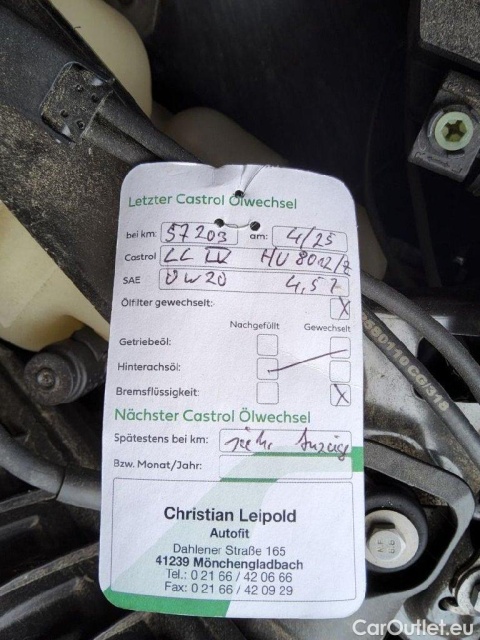 Letzter Castrol Ölwechsel
bei km: 57203 am: 4/25
Castrol LL IV HU 8012/z
SAE 0W20 4,5 l
Ölfilter gewechselt: X
Nachgefüllt Gewechselt
Getriebeöl:
Hinterachsöl:
Bremsflüssigkeit: X
Nächster Castrol Ölwechsel
Spätestens bei km: Anzeig
Bzw. Monat/Jahr:
Christian Leipold
Autofit
Dahlener Straße 165
41239 Mönchengladbach
Tel.: 0 21 66 / 42 06 66
Fax: 0 21 66 / 42 09 29
CarOutlet.eu